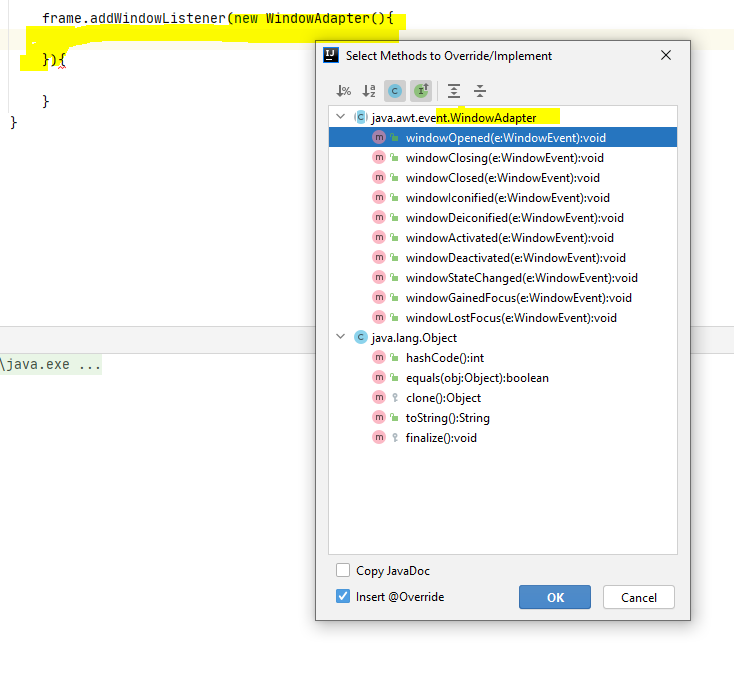 frame.addWindowListener(new WindowAdapter(){
}){
}
}
Select Methods to Override/Implement
java.awt.event.WindowAdapter
windowOpened(e:WindowEvent):void
windowClosing(e:WindowEvent):void
windowClosed(e:WindowEvent):void
windowIconified(e:WindowEvent):void
windowDeiconified(e:WindowEvent):void
windowActivated(e:WindowEvent):void
windowDeactivated(e:WindowEvent):void
windowStateChanged(e:WindowEvent):void
windowGainedFocus(e:WindowEvent):void
windowLostFocus(e:WindowEvent):void
java.lang.Object
hashCode():int
equals(obj:Object):boolean
clone():Object
toString():String
finalize():void
Copy JavaDoc
Insert @Override
OK
Cancel
\java.exe ...